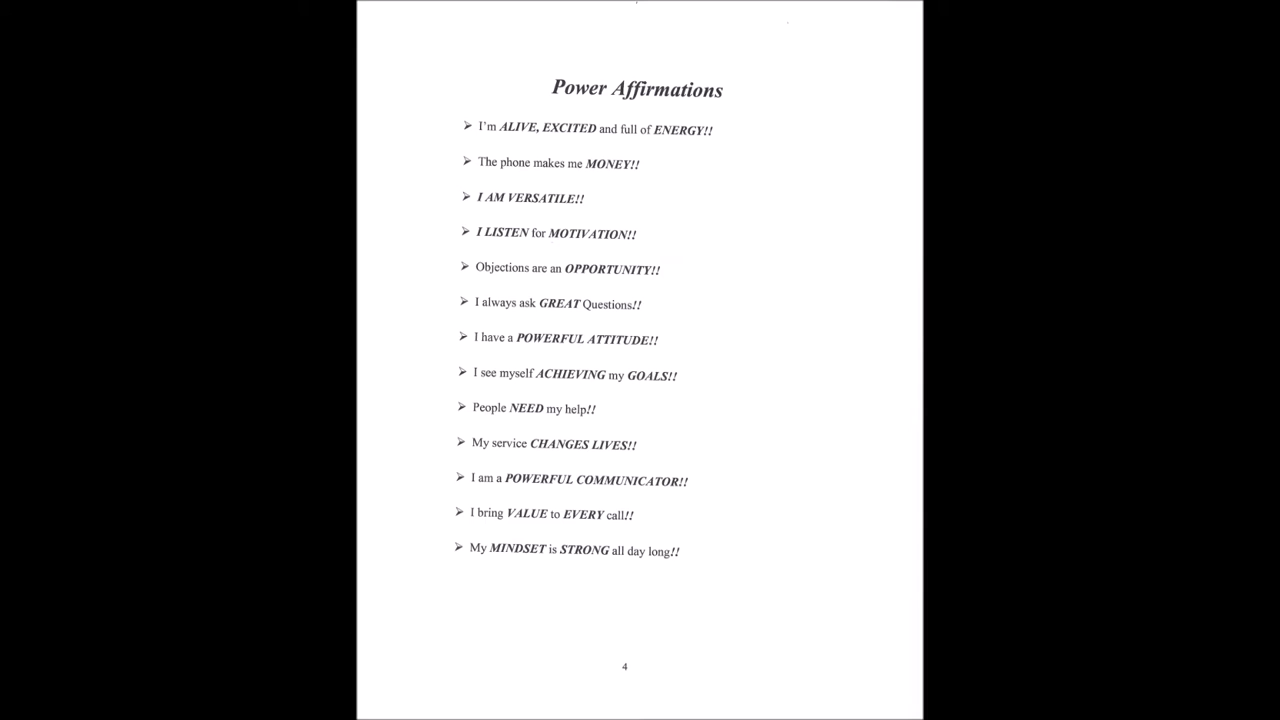 Power Affirmations
➢ I'm ALIVE, EXCITED and full of ENERGY!!
➢ The phone makes me MONEY!!
➢ I AM VERSATILE!!
➢ I LISTEN for MOTIVATION!!
➢ Objections are an OPPORTUNITY!!
➢ I always ask GREAT Questions!!
➢ I have a POWERFUL ATTITUDE!!
➢ I see myself ACHIEVING my GOALS!!
➢ People NEED my help!!
➢ My service CHANGES LIVES!!
➢ I am a POWERFUL COMMUNICATOR!!
➢ I bring VALUE to EVERY call!!
➢ My MINDSET is STRONG all day long!!
4